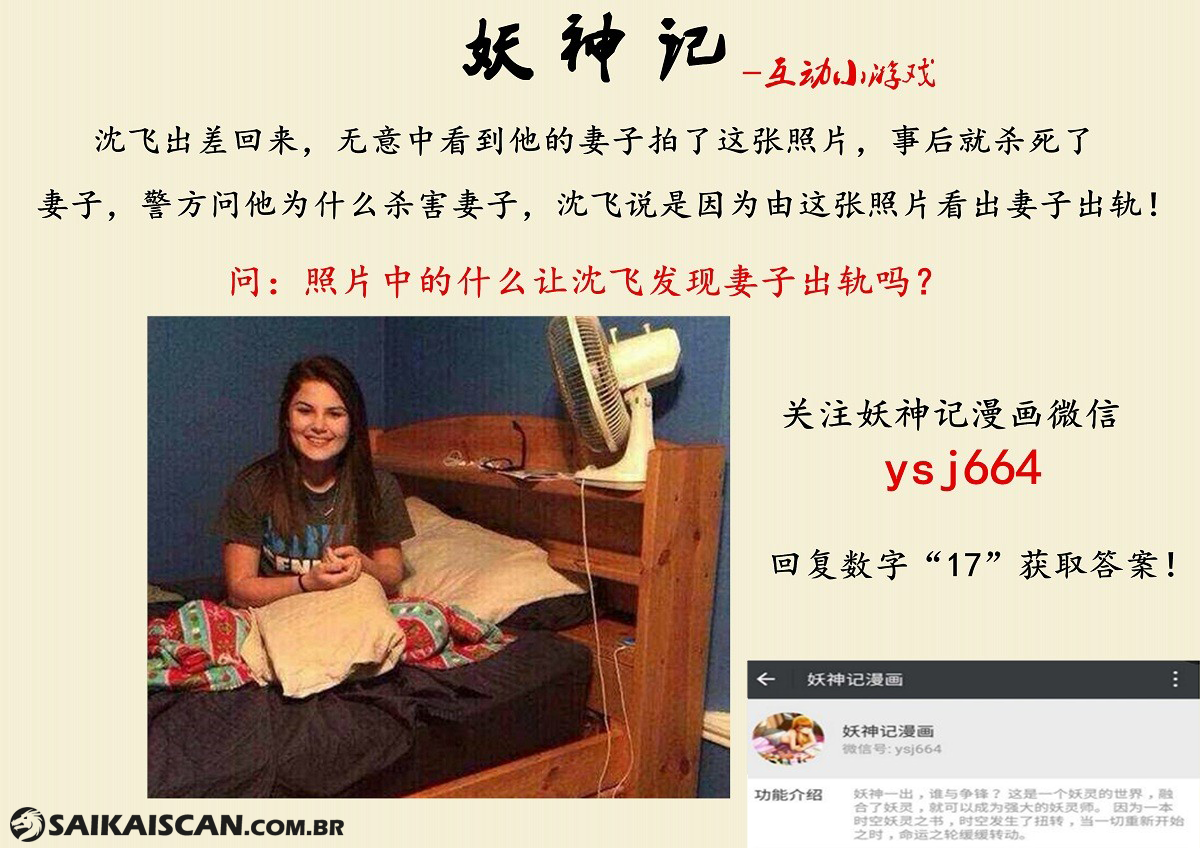 妖神记
-互动小游戏
沈飞出差回来，无意中看到他的妻子拍了这张照片，事后就杀死了
妻子，警方问他为什么杀害妻子，沈飞说是因为由这张照片看出妻子出轨！
问：照片中的什么让沈飞发现妻子出轨吗？
关注妖神记漫画微信
ysj664
回复数字“17”获取答案！
妖神记漫画
妖神记漫画
微信号: ysj664
功能介绍
妖神一出，谁与争锋？ 这是一个妖灵的世界，融
合了妖灵，就可以成为强大的妖灵师。 因为一本
时空妖灵之书，时空发生了扭转，当一切重新开始
之时，命运之轮缓缓转动。
SAIKAISCAN.COM.BR